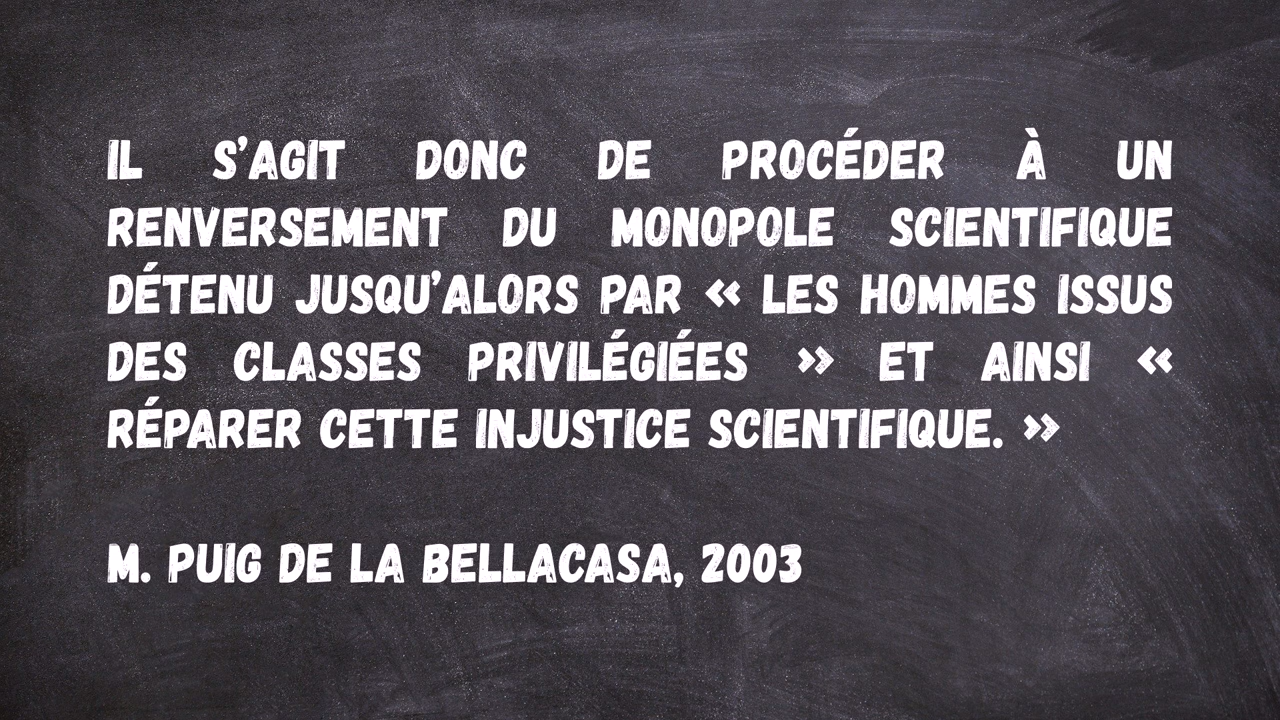 IL S’AGIT DONC DE PROCÉDER À UN
RENVERSEMENT DU MONOPOLE SCIENTIFIQUE
DÉTENU JUSQU’ALORS PAR « LES HOMMES ISSUS
DES CLASSES PRIVILÉGIÉES » ET AINSI «
RÉPARER CETTE INJUSTICE SCIENTIFIQUE. »
M. PUIG DE LA BELLACASA, 2003